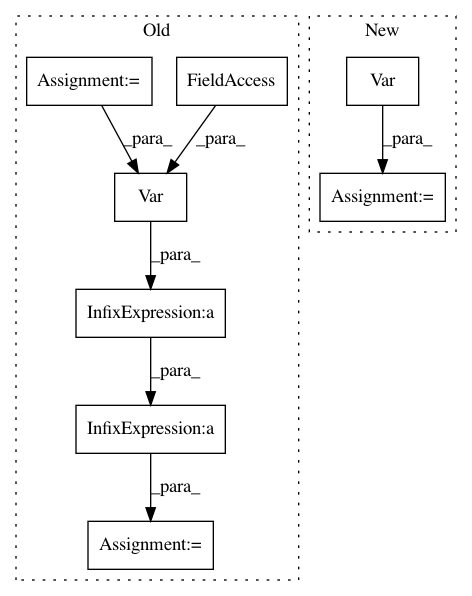 Old
New
Assignment:=
FieldAccess
Var
_para_
_para_
_para_
Var
Assignment:=
_para_
InfixExpression:a
_para_
InfixExpression:a
_para_
Assignment:=